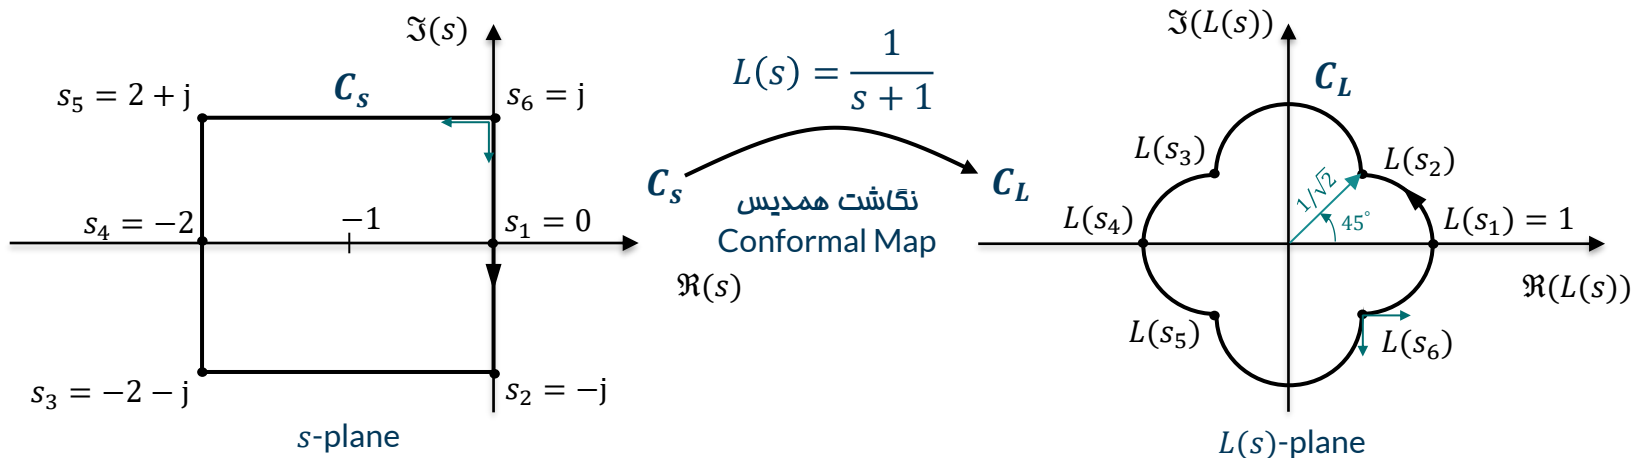 ℑ(s)
C_s
s_5 = 2 + j
s_6 = j
s_4 = −2
−1
s_1 = 0
ℜ(s)
s_3 = −2 − j
s_2 = −j
s-plane
L(s) = 1/(s + 1)
C_s
C_L
نگاشت همدیس
Conformal Map
ℑ(L(s))
C_L
L(s_3)
L(s_2)
1/√2
45°
L(s_4)
L(s_1) = 1
ℜ(L(s))
L(s_5)
L(s_6)
L(s)-plane